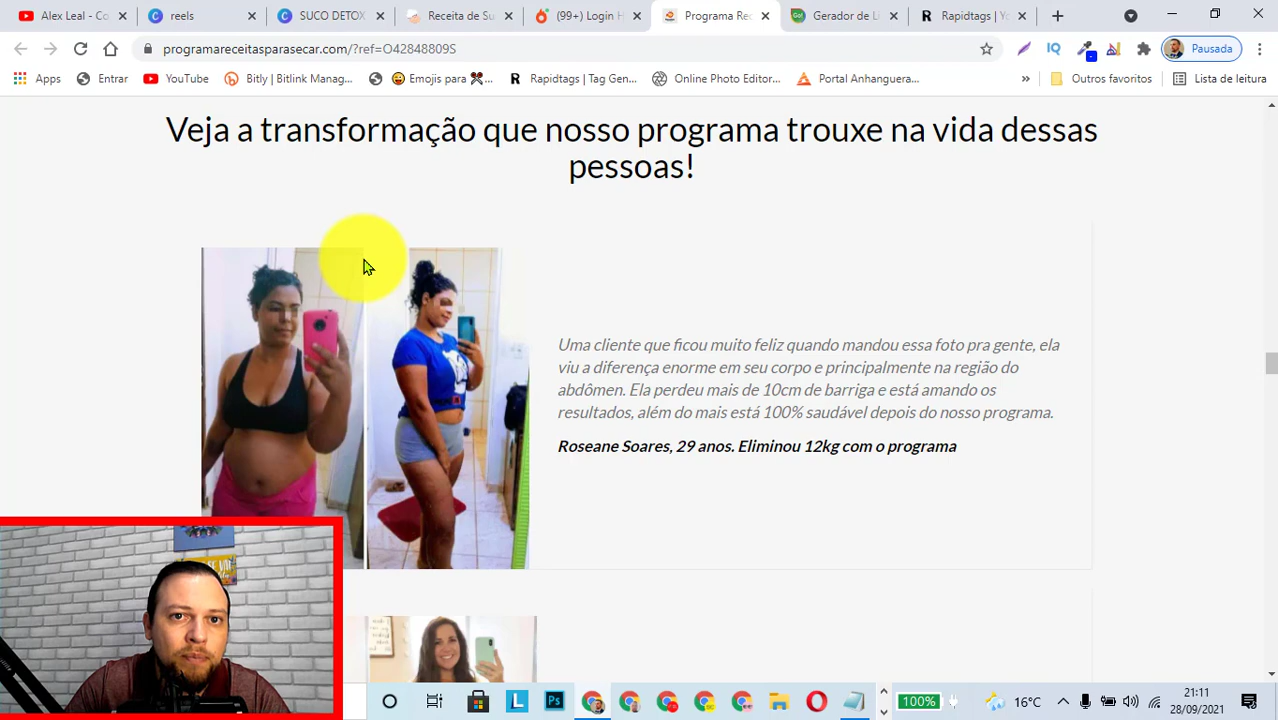 Alex Leal - Co
reels
SUCO DETOX
Receita de Su
(99+) Login H
Programa Rec
Gerador de Li
Rapidtags | Yo
programareceitasparasecar.com/?ref=O42848809S
Pausada
Apps
Entrar
YouTube
Bitly | Bitlink Manag...
Emojis para
Rapidtags | Tag Gen...
Online Photo Editor...
Portal Anhanguera...
Outros favoritos
Lista de leitura
Veja a transformação que nosso programa trouxe na vida dessas
pessoas!
Uma cliente que ficou muito feliz quando mandou essa foto pra gente, ela
viu a diferença enorme em seu corpo e principalmente na região do
abdômen. Ela perdeu mais de 10cm de barriga e está amando os
resultados, além do mais está 100% saudável depois do nosso programa.
Roseane Soares, 29 anos. Eliminou 12kg com o programa
100%
16°C
21:11
28/09/2021